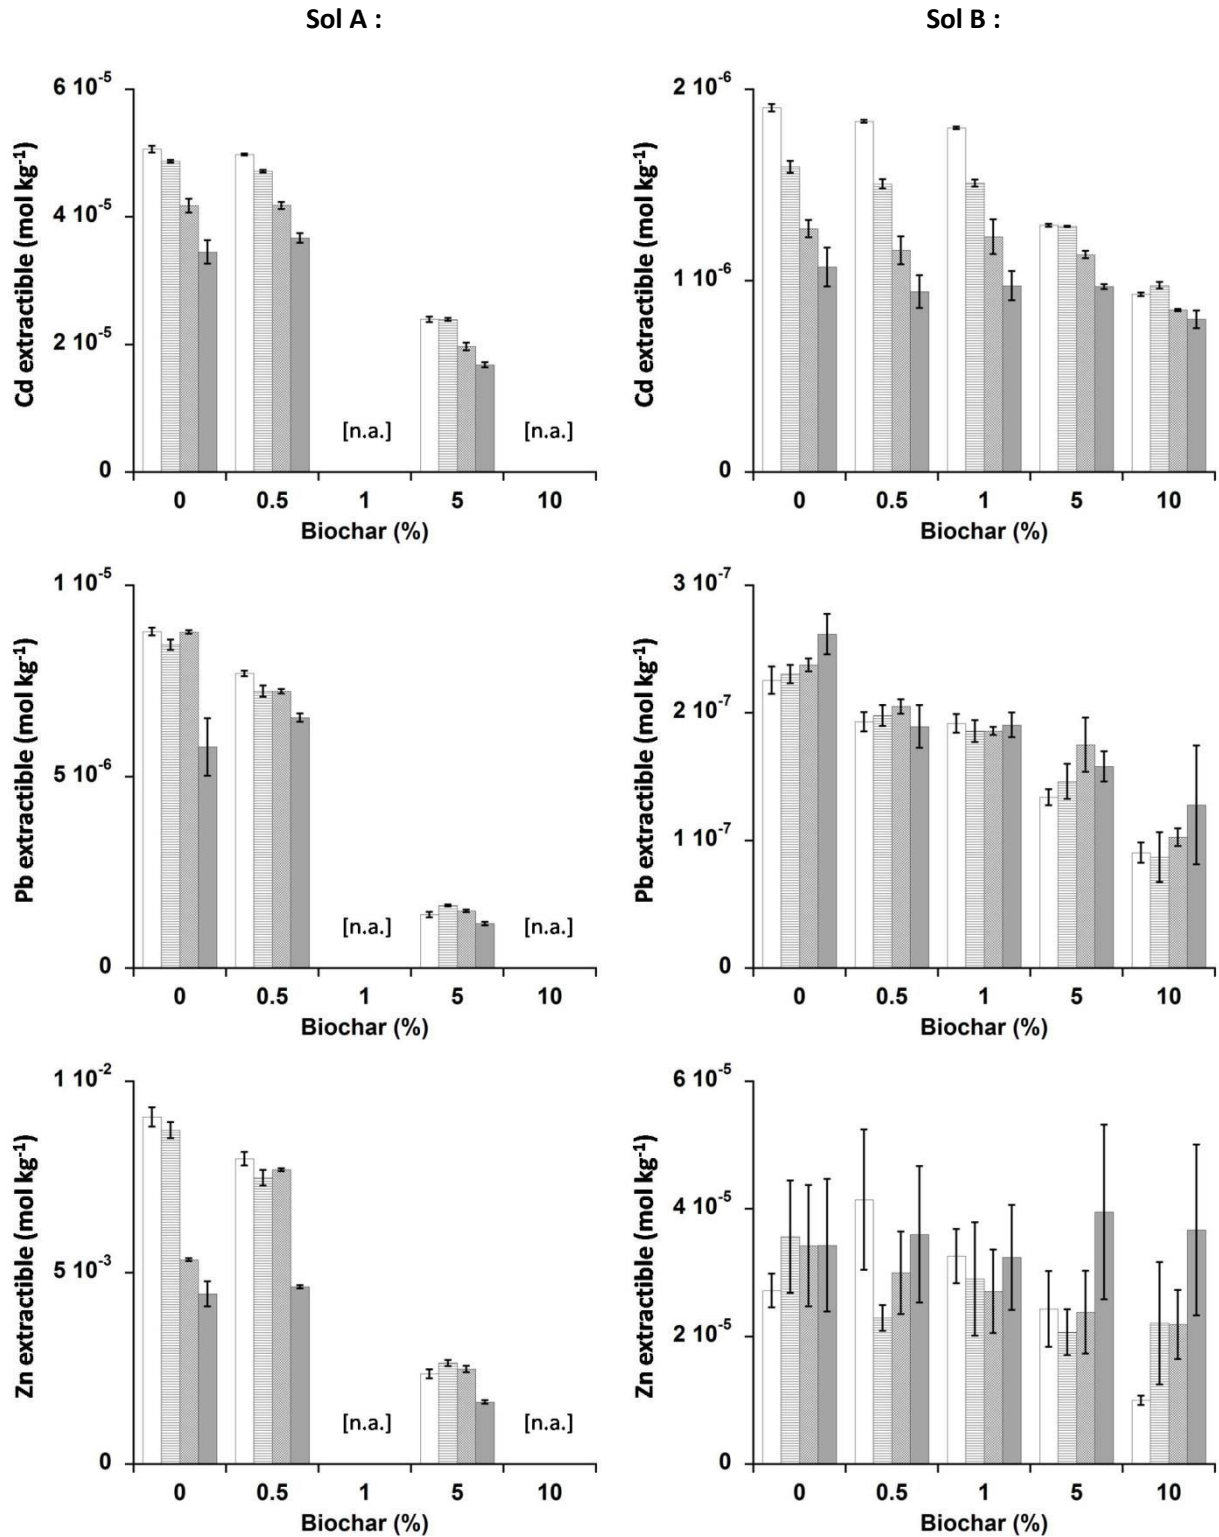 Sol A :
Sol B :
Cd extractible (mol kg⁻¹)
6 10⁻⁵
4 10⁻⁵
2 10⁻⁵
0
[n.a.]
[n.a.]
0 0.5 1 5 10
Biochar (%)
Cd extractible (mol kg⁻¹)
2 10⁻⁶
1 10⁻⁶
0
0 0.5 1 5 10
Biochar (%)
Pb extractible (mol kg⁻¹)
1 10⁻⁵
5 10⁻⁶
0
[n.a.]
[n.a.]
0 0.5 1 5 10
Biochar (%)
Pb extractible (mol kg⁻¹)
3 10⁻⁷
2 10⁻⁷
1 10⁻⁷
0
0 0.5 1 5 10
Biochar (%)
Zn extractible (mol kg⁻¹)
1 10⁻²
5 10⁻³
0
[n.a.]
[n.a.]
0 0.5 1 5 10
Biochar (%)
Zn extractible (mol kg⁻¹)
6 10⁻⁵
4 10⁻⁵
2 10⁻⁵
0
0 0.5 1 5 10
Biochar (%)